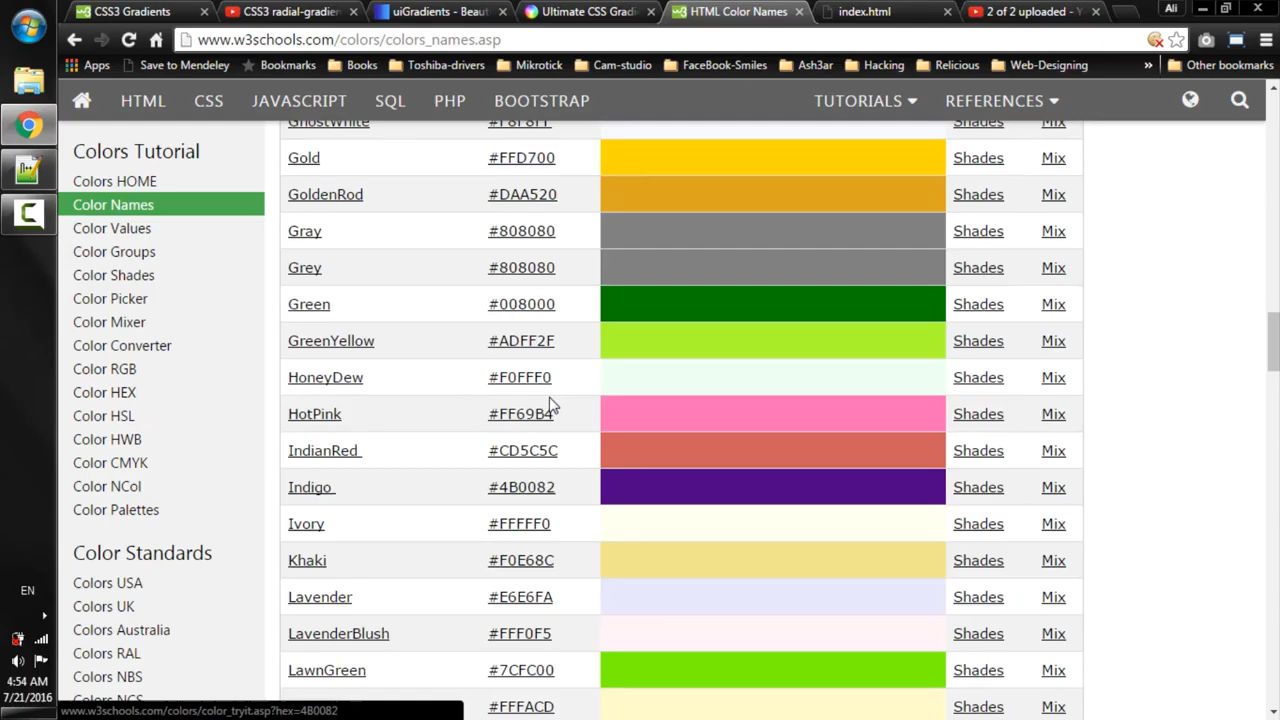 CSS3 Gradients
CSS3 radial-gradien
uiGradients - Beaut
Ultimate CSS Gradi
HTML Color Names
index.html
2 of 2 uploaded - Y
Ali
www.w3schools.com/colors/colors_names.asp
Apps
Save to Mendeley
Bookmarks
Books
Toshiba-drivers
Mikrotick
Cam-studio
FaceBook-Smiles
Ash3ar
Hacking
Relicious
Web-Designing
»
Other bookmarks
HTML
CSS
JAVASCRIPT
SQL
PHP
BOOTSTRAP
TUTORIALS
REFERENCES
Colors Tutorial
Colors HOME
Color Names
Color Values
Color Groups
Color Shades
Color Picker
Color Mixer
Color Converter
Color RGB
Color HEX
Color HSL
Color HWB
Color CMYK
Color NCol
Color Palettes
Color Standards
Colors USA
Colors UK
Colors Australia
Colors RAL
Colors NBS
Colors NCS
GhostWhite #F8F8FF Shades Mix
Gold #FFD700 Shades Mix
GoldenRod #DAA520 Shades Mix
Gray #808080 Shades Mix
Grey #808080 Shades Mix
Green #008000 Shades Mix
GreenYellow #ADFF2F Shades Mix
HoneyDew #F0FFF0 Shades Mix
HotPink #FF69B4 Shades Mix
IndianRed #CD5C5C Shades Mix
Indigo #4B0082 Shades Mix
Ivory #FFFFF0 Shades Mix
Khaki #F0E68C Shades Mix
Lavender #E6E6FA Shades Mix
LavenderBlush #FFF0F5 Shades Mix
LawnGreen #7CFC00 Shades Mix
#FFFACD Shades Mix
EN
4:54 AM
7/21/2016
www.w3schools.com/colors/color_tryit.asp?hex=4B0082